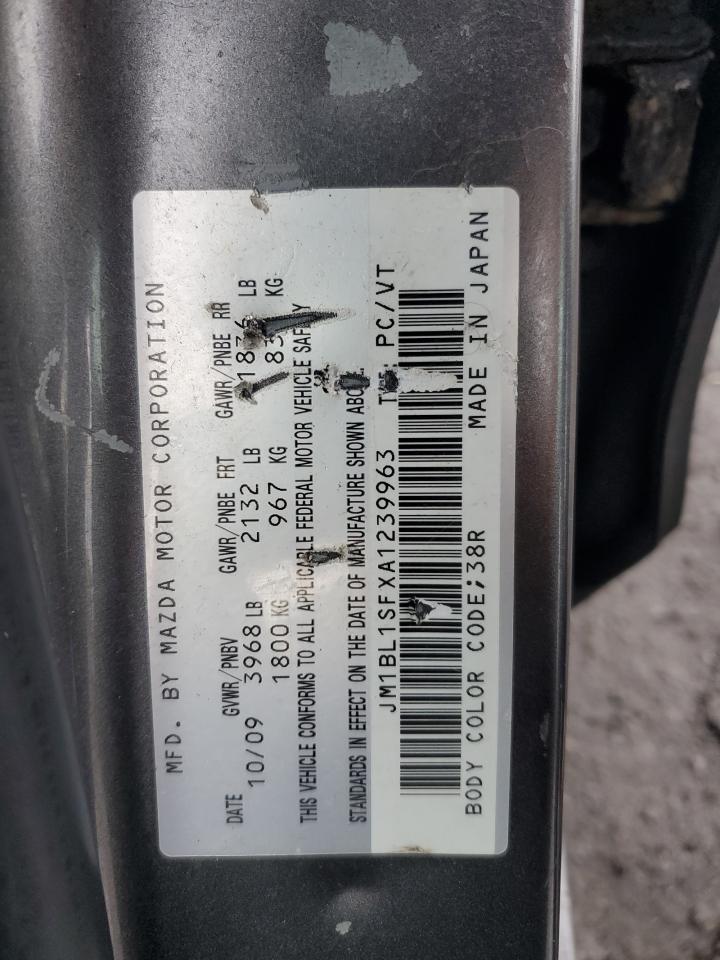 MFD. BY MAZDA MOTOR CORPORATION
DATE GVWR/PNBV GAWR/PNBE FRT GAWR/PNBE RR
10/09 3968 LB 2132 LB 1836 LB
1800 KG 967 KG KG
THIS VEHICLE CONFORMS TO ALL APPLICABLE FEDERAL MOTOR VEHICLE SAFETY
STANDARDS IN EFFECT ON THE DATE OF MANUFACTURE SHOWN
JM1BL1SFXA1239963 PC/VT
BODY COLOR CODE;38R MADE IN JAPAN